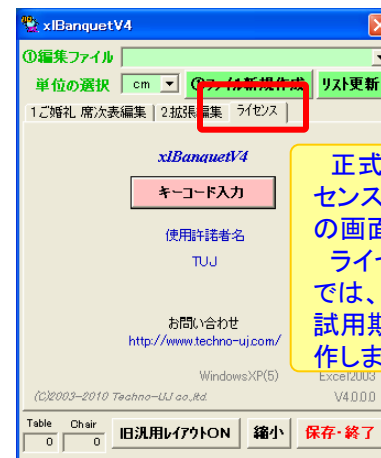 xlBanquetV4
①編集ファイル
単位の選択 cm ②ファイル新規作成 リスト更新
1ご婚礼 席次表編集 2拡張編集 ライセンス
xlBanquetV4
キーコード入力
使用許諾者名
TUJ
お問い合わせ
http://www.techno-uj.com/
WindowsXP(5) Excel2003
(C)2003-2010 Techno-UJ co.,ltd. V4.0.0.0
正式
センス
の画面
ライセ
では、
試用期
作しま
Table Chair
0 0 旧汎用レイアウトON 縮小 保存・終了